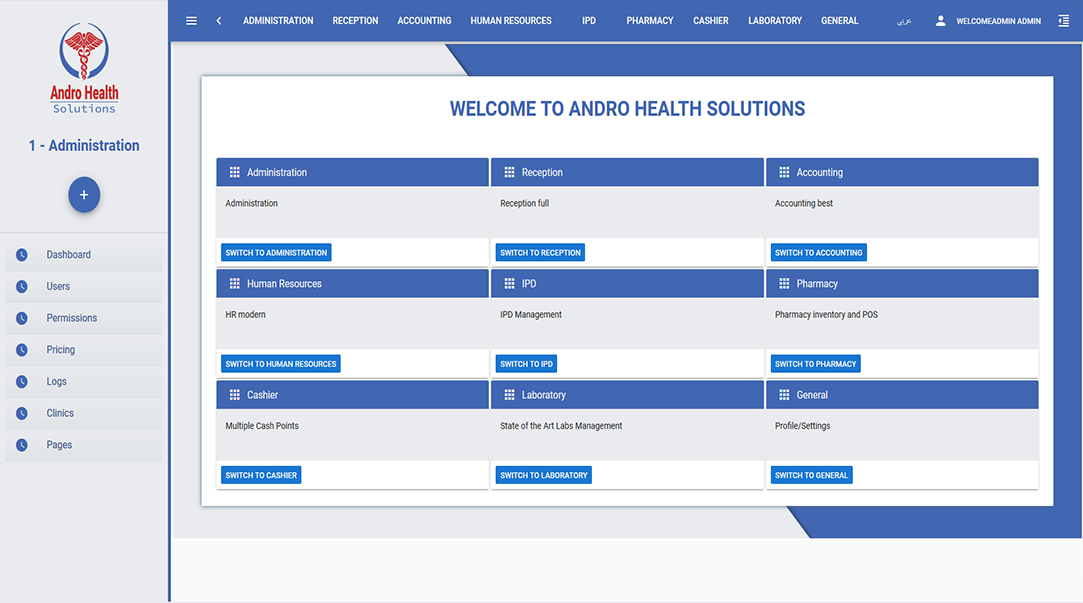 Andro Health
Solutions
1 - Administration
+
Dashboard
Users
Permissions
Pricing
Logs
Clinics
Pages
ADMINISTRATION RECEPTION ACCOUNTING HUMAN RESOURCES IPD PHARMACY CASHIER LABORATORY GENERAL عربى WELCOMEADMIN ADMIN
WELCOME TO ANDRO HEALTH SOLUTIONS
Administration
Administration
SWITCH TO ADMINISTRATION
Reception
Reception full
SWITCH TO RECEPTION
Accounting
Accounting best
SWITCH TO ACCOUNTING
Human Resources
HR modern
SWITCH TO HUMAN RESOURCES
IPD
IPD Management
SWITCH TO IPD
Pharmacy
Pharmacy inventory and POS
SWITCH TO PHARMACY
Cashier
Multiple Cash Points
SWITCH TO CASHIER
Laboratory
State of the Art Labs Management
SWITCH TO LABORATORY
General
Profile/Settings
SWITCH TO GENERAL